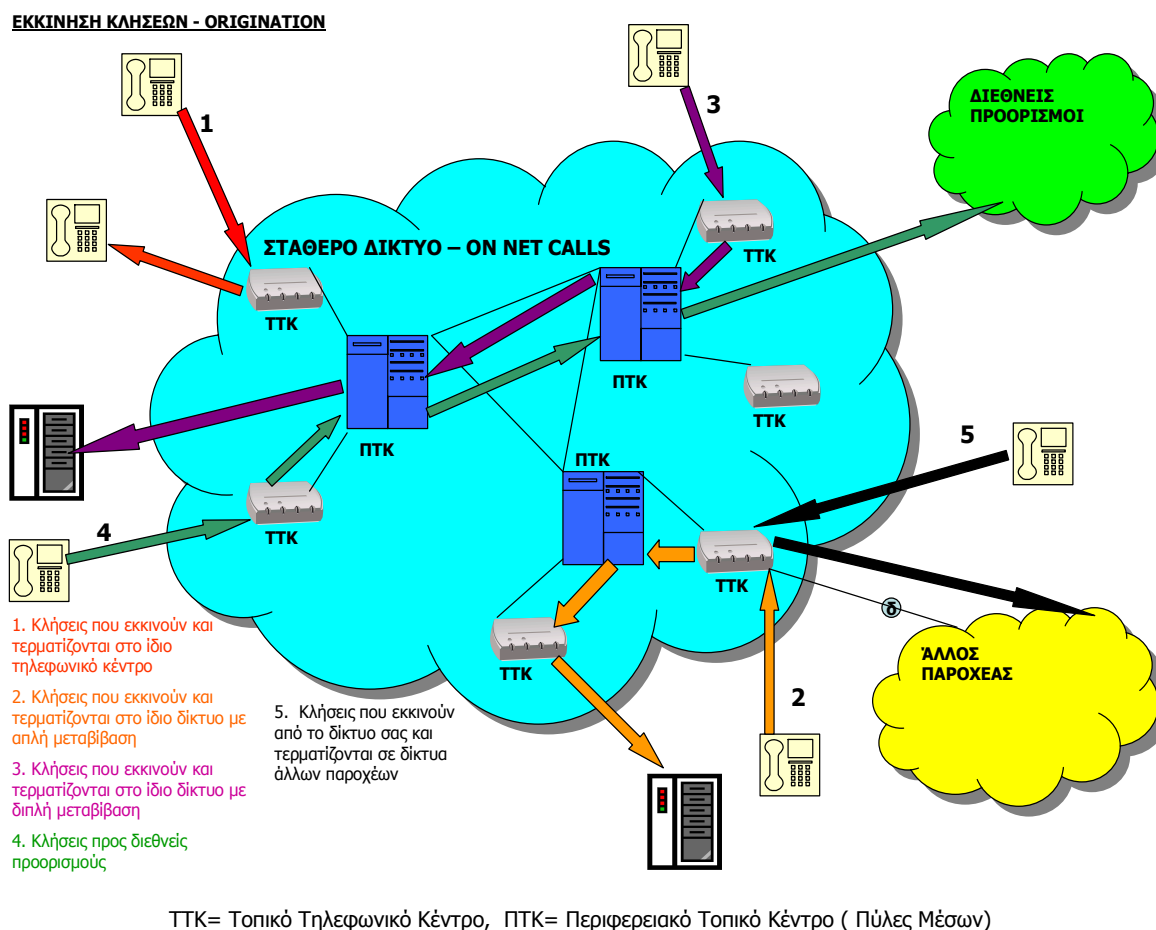 ΕΚΚΙΝΗΣΗ ΚΛΗΣΕΩΝ - ORIGINATION
1
3
ΔΙΕΘΝΕΙΣ
ΠΡΟΟΡΙΣΜΟΙ
ΣΤΑΘΕΡΟ ΔΙΚΤΥΟ – ON NET CALLS
ΤΤΚ
ΤΤΚ
ΠΤΚ
ΤΤΚ
ΠΤΚ
5
ΠΤΚ
4
ΤΤΚ
ΤΤΚ
δ
ΆΛΛΟΣ
ΠΑΡΟΧΕΑΣ
ΤΤΚ
2
1. Κλήσεις που εκκινούν και
τερματίζονται στο ίδιο
τηλεφωνικό κέντρο
2. Κλήσεις που εκκινούν και
τερματίζονται στο ίδιο δίκτυο με
απλή μεταβίβαση
3. Κλήσεις που εκκινούν και
τερματίζονται στο ίδιο δίκτυο με
διπλή μεταβίβαση
4. Κλήσεις προς διεθνείς
προορισμούς
5. Κλήσεις που εκκινούν
από το δίκτυο σας και
τερματίζονται σε δίκτυα
άλλων παροχέων
ΤΤΚ= Τοπικό Τηλεφωνικό Κέντρο, ΠΤΚ= Περιφερειακό Τοπικό Κέντρο ( Πύλες Μέσων)